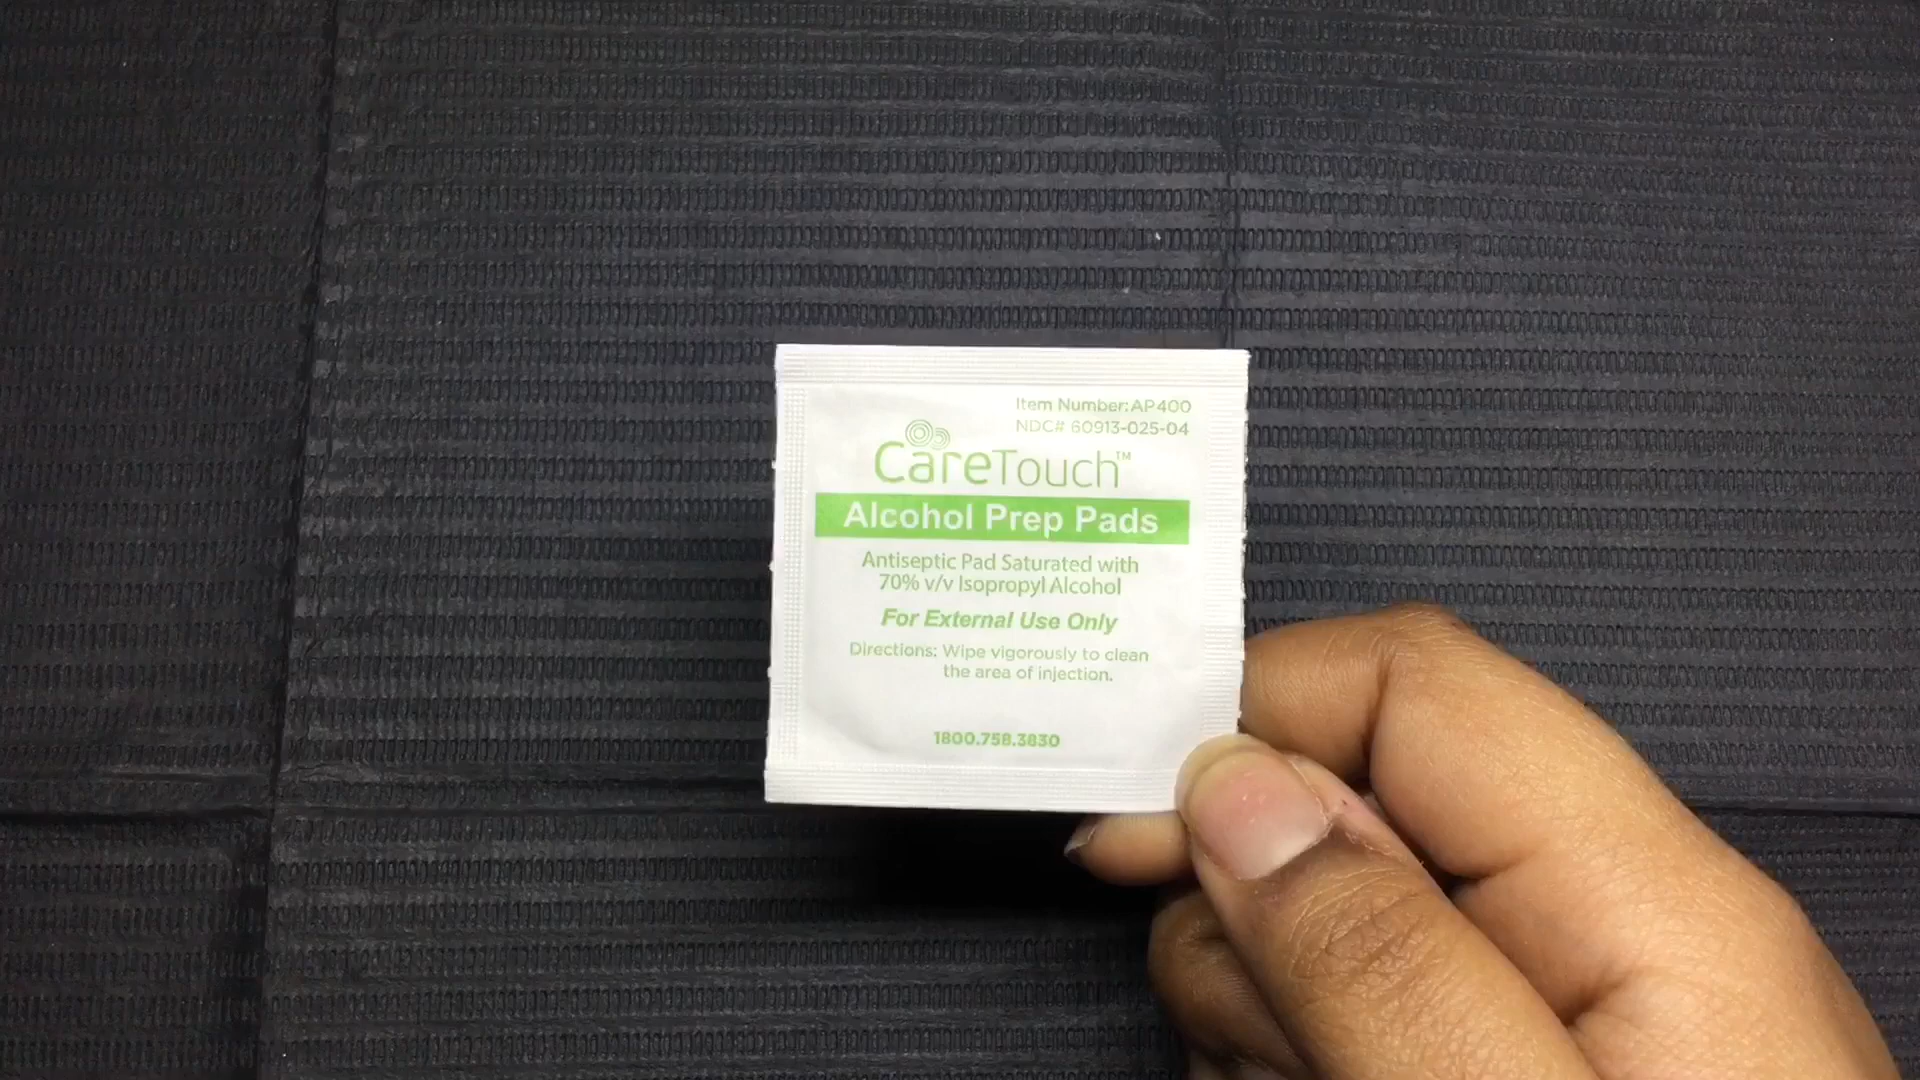 Item Number: AP400
NDC# 60913-025-04
CareTouch™
Alcohol Prep Pads
Antiseptic Pad Saturated with
70% v/v Isopropyl Alcohol
For External Use Only
Directions: Wipe vigorously to clean
the area of injection.
1800.758.3830